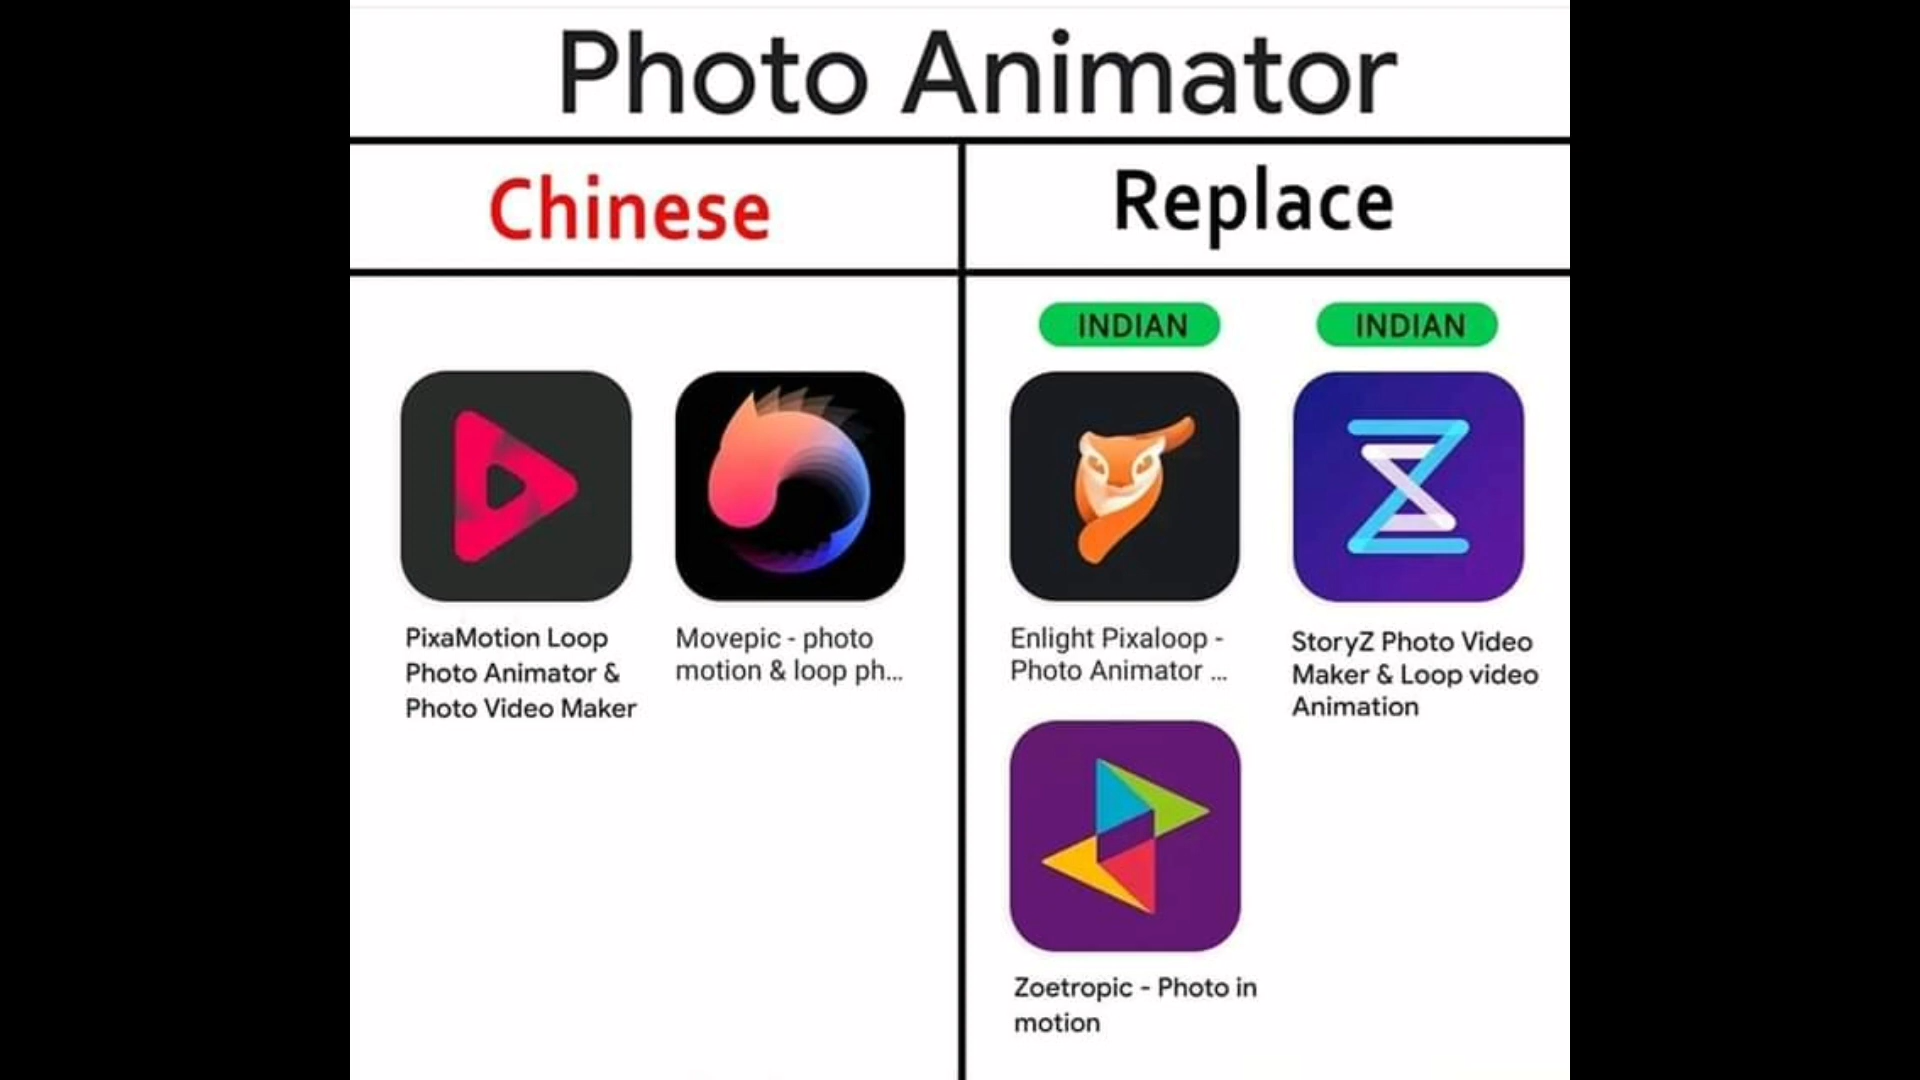 Photo Animator
Chinese
Replace
INDIAN
INDIAN
PixaMotion Loop
Photo Animator &
Photo Video Maker
Movepic - photo
motion & loop ph...
Enlight Pixaloop -
Photo Animator ...
StoryZ Photo Video
Maker & Loop video
Animation
Zoetropic - Photo in
motion